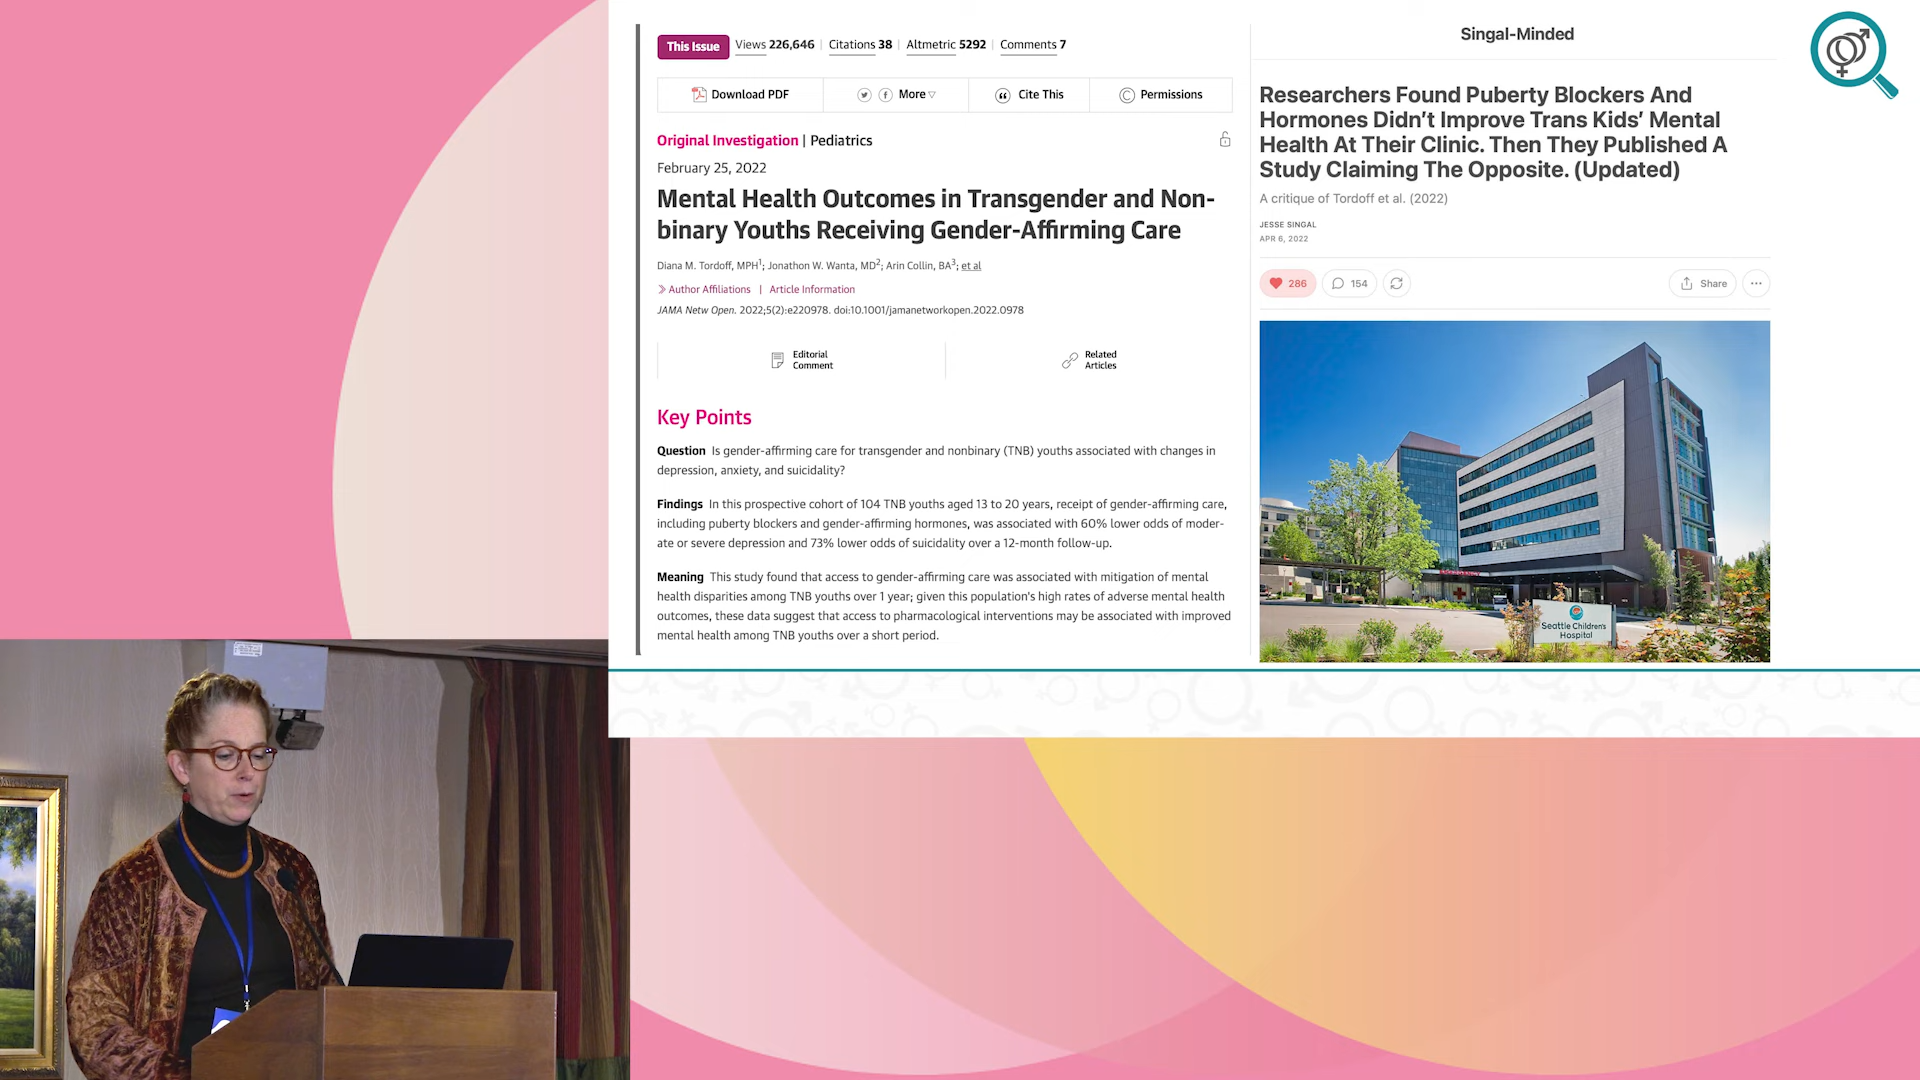 This Issue Views 226,646 | Citations 38 | Altmetric 5292 | Comments 7
Download PDF More Cite This Permissions
Original Investigation | Pediatrics
February 25, 2022
Mental Health Outcomes in Transgender and Non-
binary Youths Receiving Gender-Affirming Care
Diana M. Tordoff, MPH1; Jonathon W. Wanta, MD2; Arin Collin, BA3; et al
Author Affiliations | Article Information
JAMA Netw Open. 2022;5(2):e220978. doi:10.1001/jamanetworkopen.2022.0978
Editorial
Comment
Related
Articles
Key Points
Question Is gender-affirming care for transgender and nonbinary (TNB) youths associated with changes in
depression, anxiety, and suicidality?
Findings In this prospective cohort of 104 TNB youths aged 13 to 20 years, receipt of gender-affirming care,
including puberty blockers and gender-affirming hormones, was associated with 60% lower odds of moder-
ate or severe depression and 73% lower odds of suicidality over a 12-month follow-up.
Meaning This study found that access to gender-affirming care was associated with mitigation of mental
health disparities among TNB youths over 1 year; given this population's high rates of adverse mental health
outcomes, these data suggest that access to pharmacological interventions may be associated with improved
mental health among TNB youths over a short period.
Singal-Minded
Researchers Found Puberty Blockers And
Hormones Didn't Improve Trans Kids' Mental
Health At Their Clinic. Then They Published A
Study Claiming The Opposite. (Updated)
A critique of Tordoff et al. (2022)
JESSE SINGAL
APR 6, 2022
286 154 Share
Seattle Children's
Hospital